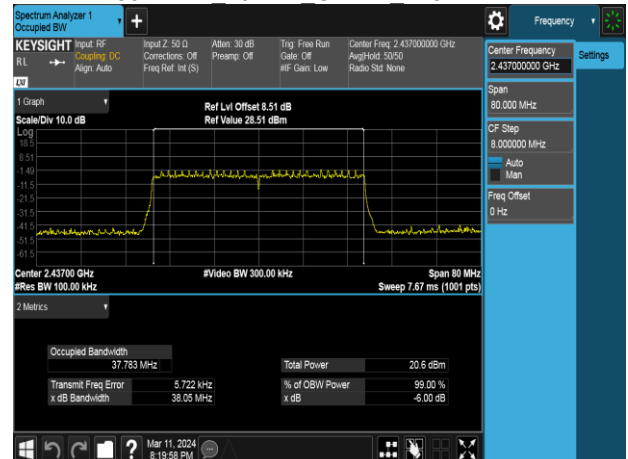 Spectrum Analyzer 1
Occupied BW
Frequency
KEYSIGHT
RL
Input: RF
Coupling: DC
Align: Auto
Input Z: 50 Ω
Corrections: Off
Freq Ref: Int (S)
Atten: 30 dB
Preamp: Off
Trig: Free Run
Gate: Off
#IF Gain: Low
Center Freq: 2.437000000 GHz
Avg|Hold: 50/50
Radio Std: None
LXI
Center Frequency
2.437000000 GHz
Settings
Span
80.000 MHz
CF Step
8.000000 MHz
Auto
Man
Freq Offset
0 Hz
1 Graph
Scale/Div 10.0 dB
Ref Lvl Offset 8.51 dB
Ref Value 28.51 dBm
Log
18.5
8.51
-1.49
-11.5
-21.5
-31.5
-41.5
-51.5
-61.5
Center 2.43700 GHz
#Video BW 300.00 kHz
Span 80 MHz
#Res BW 100.00 kHz
Sweep 7.67 ms (1001 pts)
2 Metrics
Occupied Bandwidth
37.783 MHz
Total Power 20.6 dBm
Transmit Freq Error 5.722 kHz
% of OBW Power 99.00 %
x dB Bandwidth 38.05 MHz
x dB -6.00 dB
?
Mar 11, 2024
8:19:58 PM